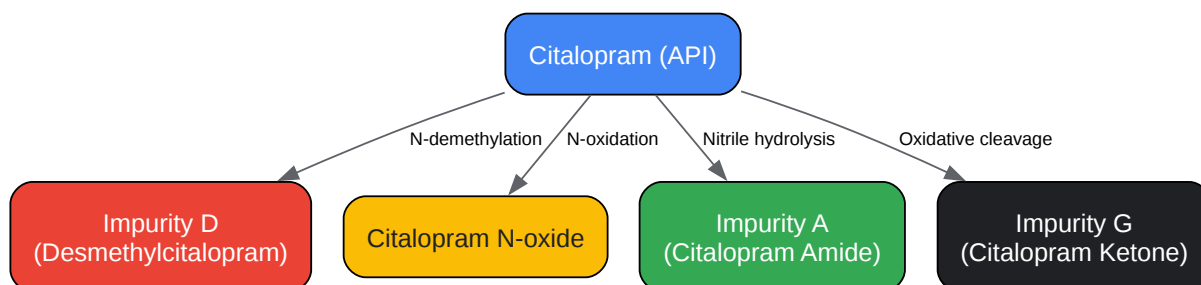 Citalopram (API)
N-demethylation
N-oxidation
Nitrile hydrolysis
Oxidative cleavage
Impurity D
(Desmethylcitalopram)
Citalopram N-oxide
Impurity A
(Citalopram Amide)
Impurity G
(Citalopram Ketone)